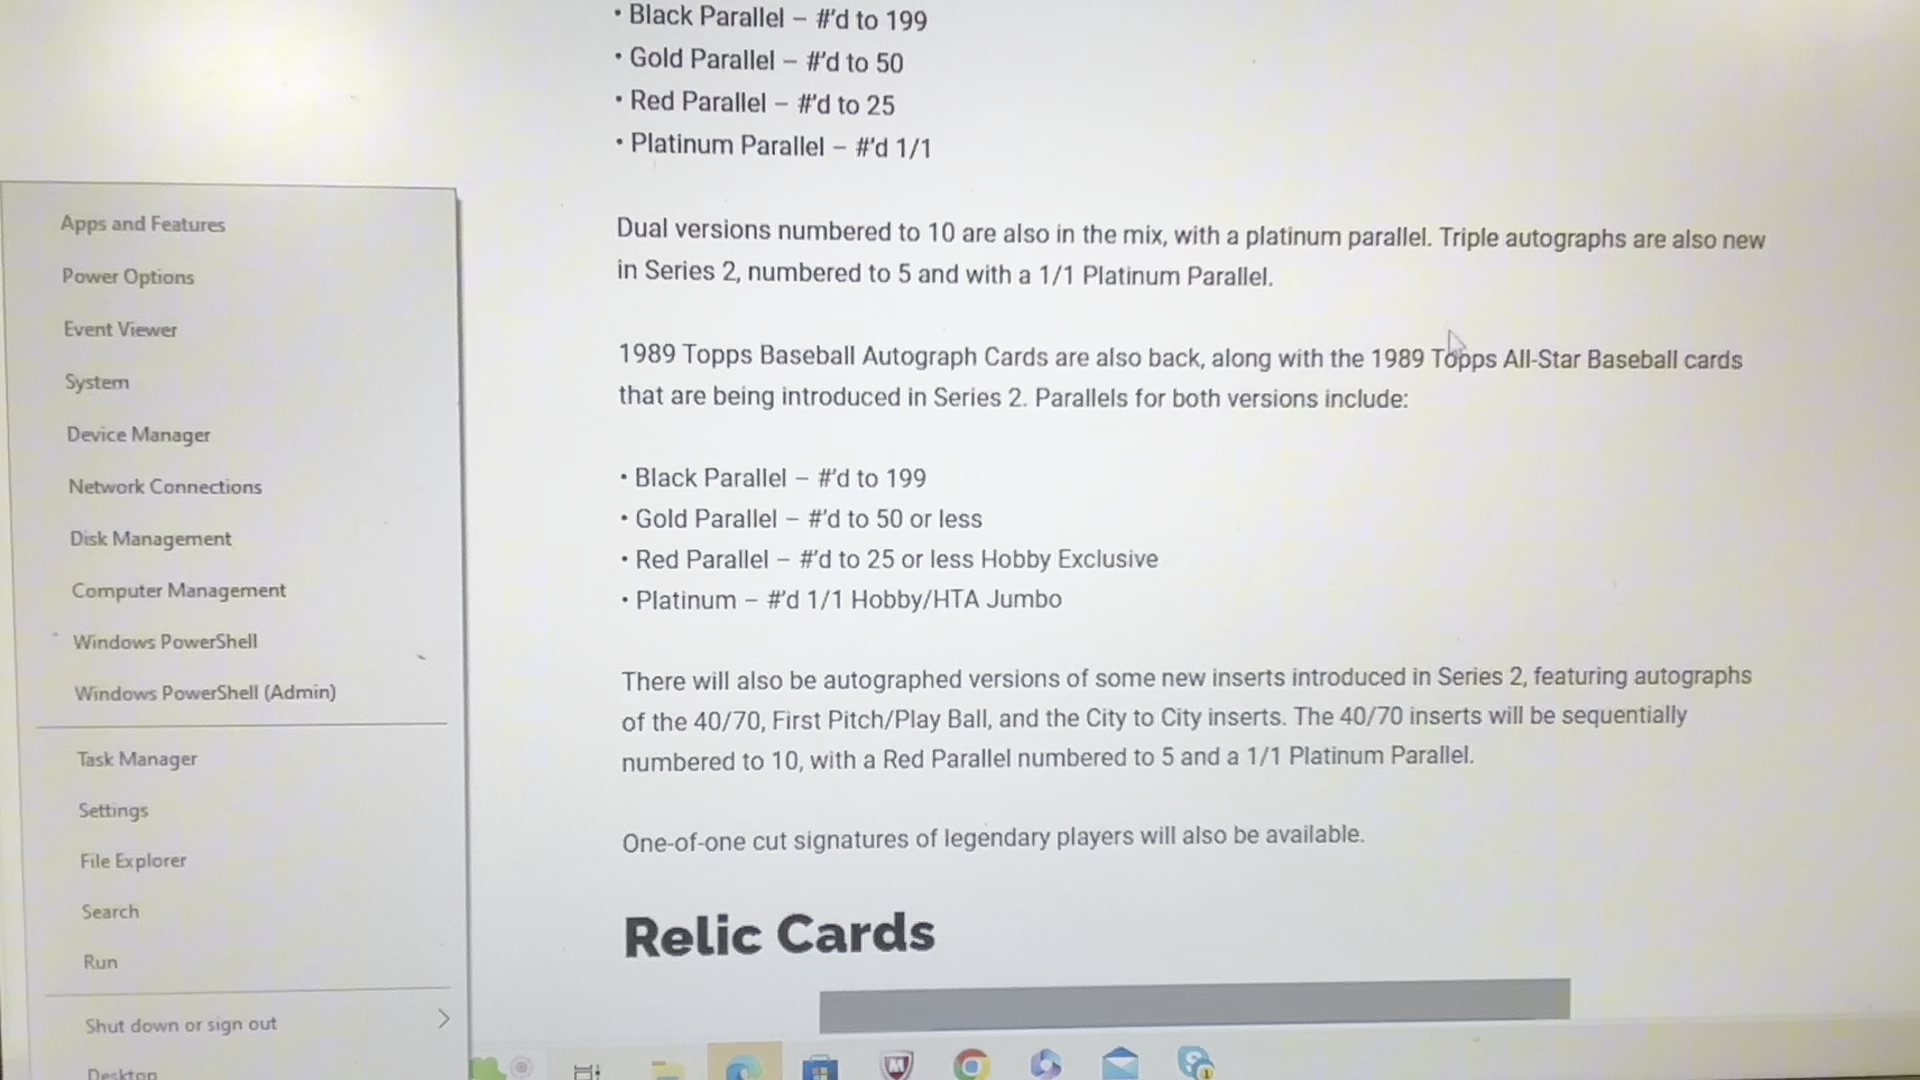 • Black Parallel – #'d to 199
• Gold Parallel – #'d to 50
• Red Parallel – #'d to 25
• Platinum Parallel – #'d 1/1
Dual versions numbered to 10 are also in the mix, with a platinum parallel. Triple autographs are also new
in Series 2, numbered to 5 and with a 1/1 Platinum Parallel.
1989 Topps Baseball Autograph Cards are also back, along with the 1989 Topps All-Star Baseball cards
that are being introduced in Series 2. Parallels for both versions include:
• Black Parallel – #'d to 199
• Gold Parallel – #'d to 50 or less
• Red Parallel – #'d to 25 or less Hobby Exclusive
• Platinum – #'d 1/1 Hobby/HTA Jumbo
There will also be autographed versions of some new inserts introduced in Series 2, featuring autographs
of the 40/70, First Pitch/Play Ball, and the City to City inserts. The 40/70 inserts will be sequentially
numbered to 10, with a Red Parallel numbered to 5 and a 1/1 Platinum Parallel.
One-of-one cut signatures of legendary players will also be available.
Relic Cards
Apps and Features
Power Options
Event Viewer
System
Device Manager
Network Connections
Disk Management
Computer Management
Windows PowerShell
Windows PowerShell (Admin)
Task Manager
Settings
File Explorer
Search
Run
Shut down or sign out
Desktop